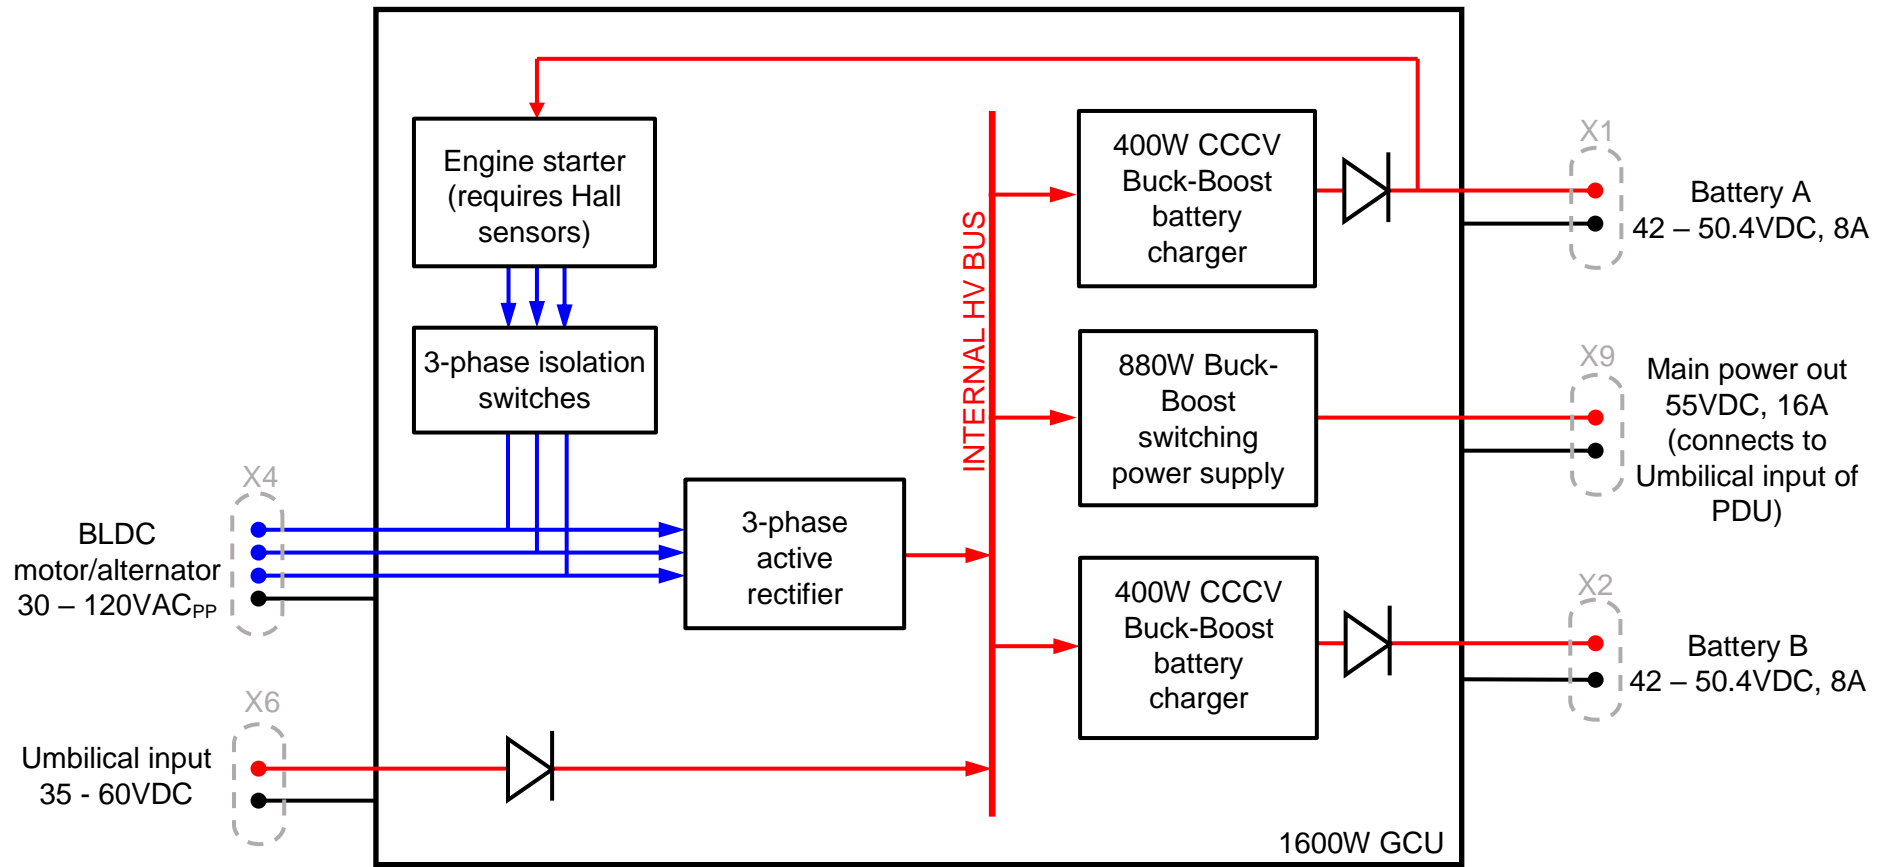 Engine starter
(requires Hall
sensors)
3-phase isolation
switches
X4
BLDC
motor/alternator
30 – 120VACPP
3-phase
active
rectifier
X6
Umbilical input
35 - 60VDC
INTERNAL HV BUS
400W CCCV
Buck-Boost
battery
charger
880W Buck-
Boost
switching
power supply
400W CCCV
Buck-Boost
battery
charger
X1
Battery A
42 – 50.4VDC, 8A
X9
Main power out
55VDC, 16A
(connects to
Umbilical input of
PDU)
X2
Battery B
42 – 50.4VDC, 8A
1600W GCU